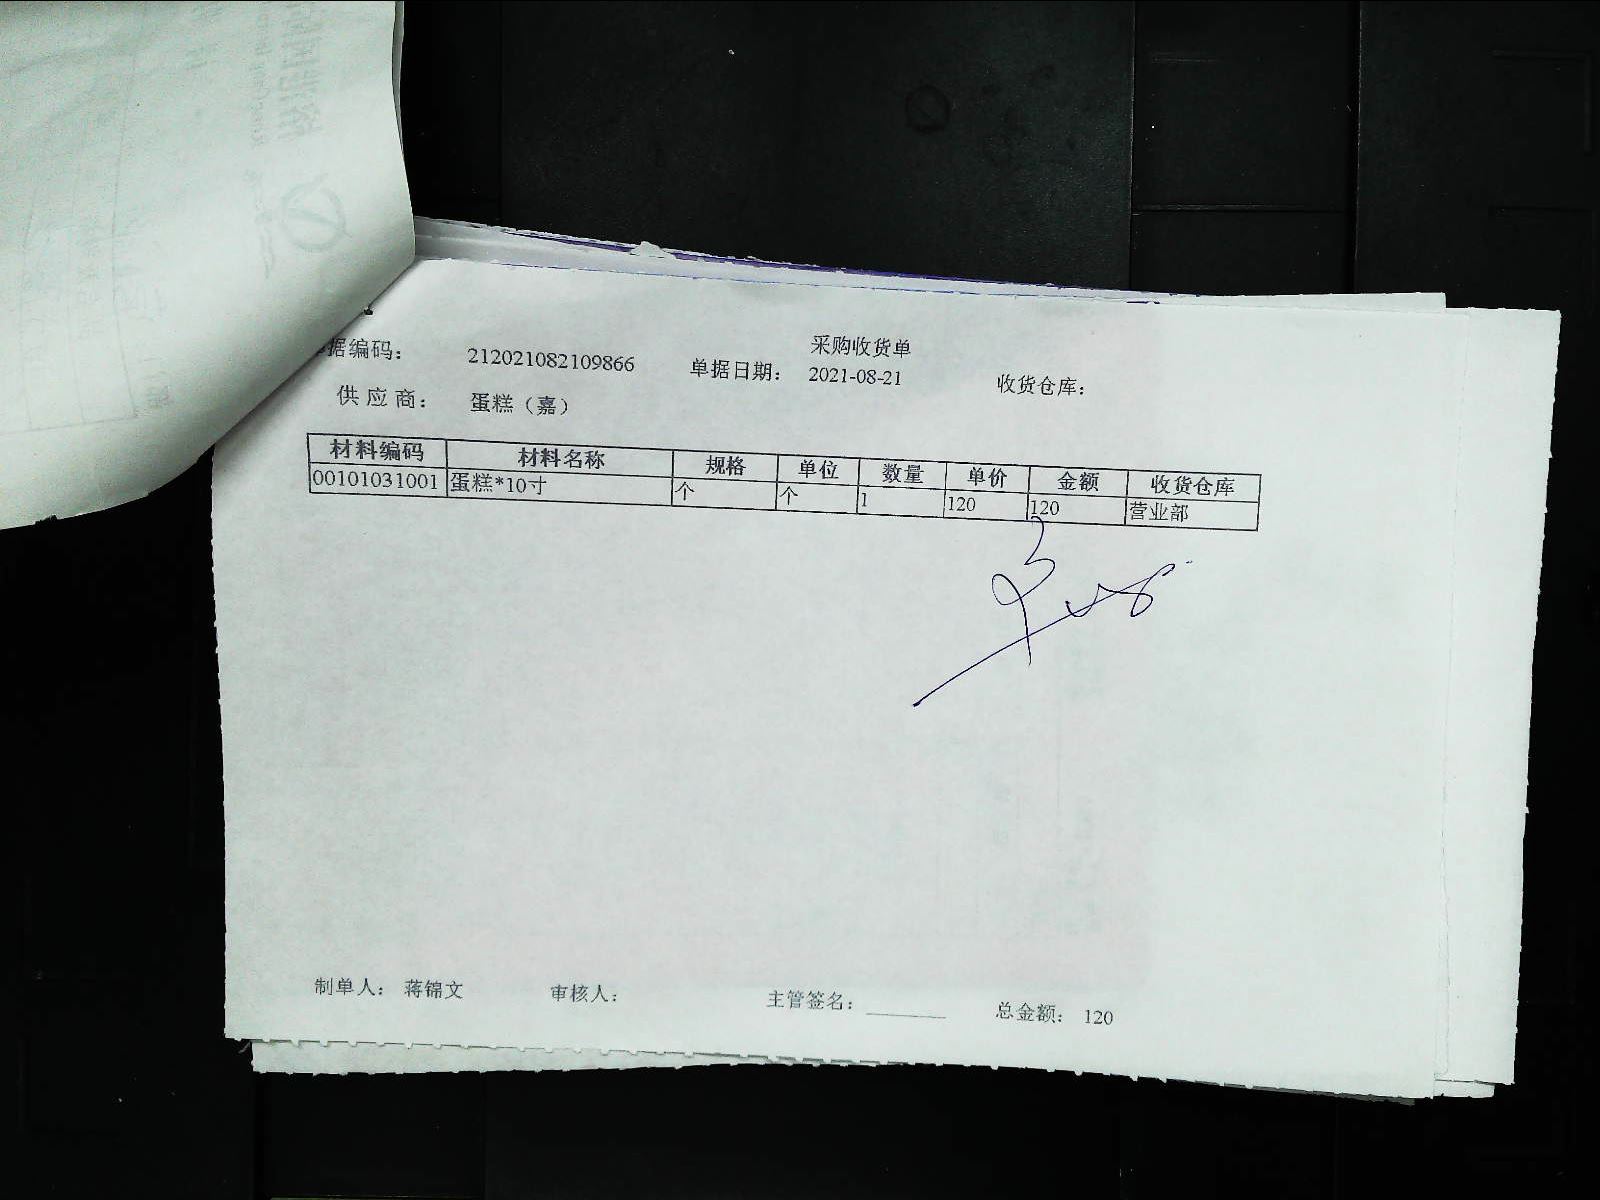 采购收货单
据编码： 212021082109866 单据日期： 2021-08-21 收货仓库：
供应商： 蛋糕（嘉）
材料编码 材料名称 规格 单位 数量 单价 金额 收货仓库
00101031001 蛋糕*10寸 个 个 1 120 120 营业部
制单人： 蒋锦文 审核人： 主管签名： ________ 总金额： 120